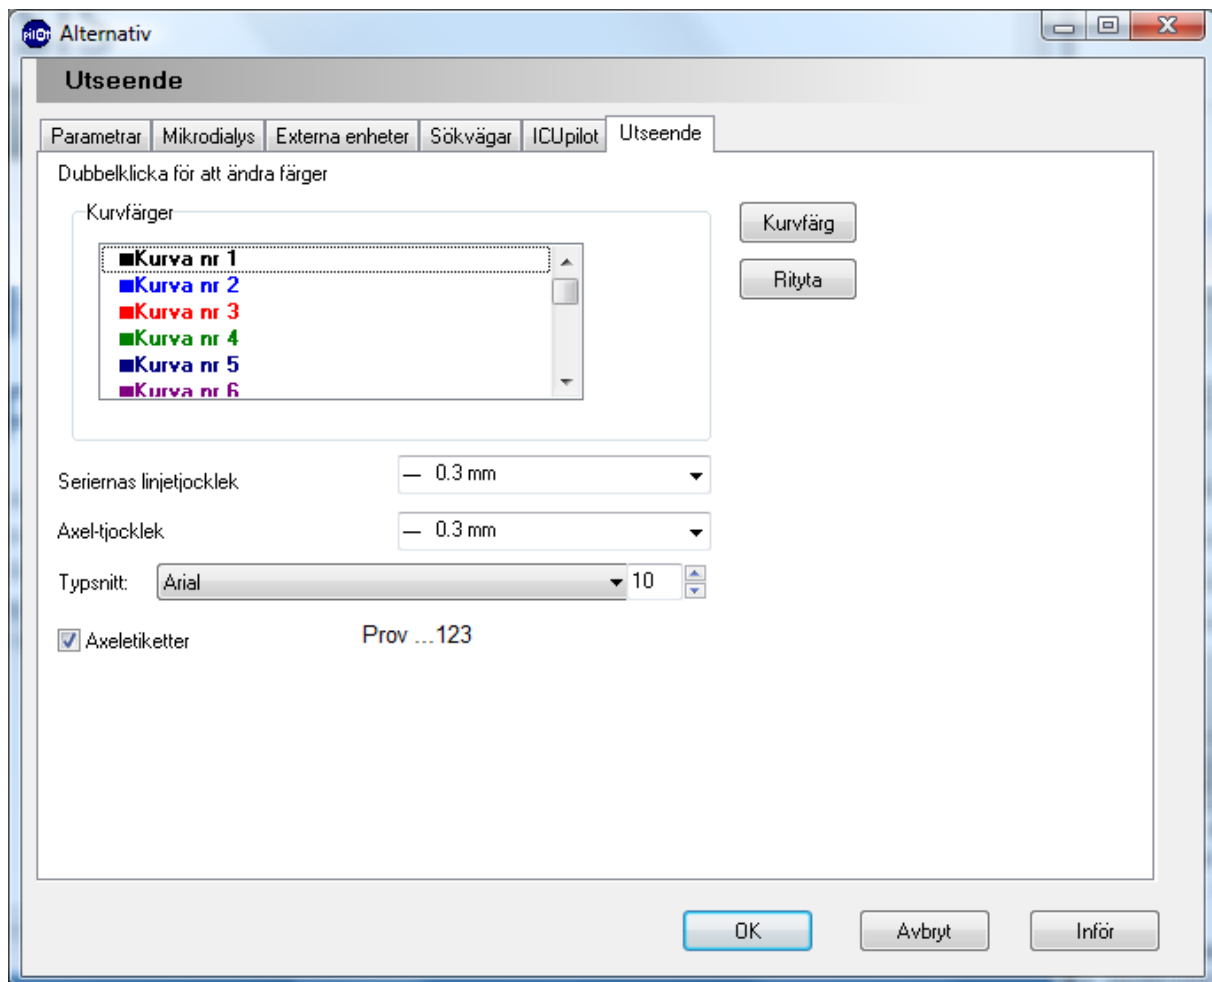 PilOt Alternativ
Utseende
Parametrar Mikrodialys Externa enheter Sökvägar ICUpilot Utseende
Dubbelklicka för att ändra färger
Kurvfärger
Kurva nr 1
Kurva nr 2
Kurva nr 3
Kurva nr 4
Kurva nr 5
Kurva nr 6
Kurvfärg
Rityta
Seriernas linjetjocklek 0.3 mm
Axel-tjocklek 0.3 mm
Typsnitt: Arial 10
Axeletiketter Prov ...123
OK Avbryt Inför